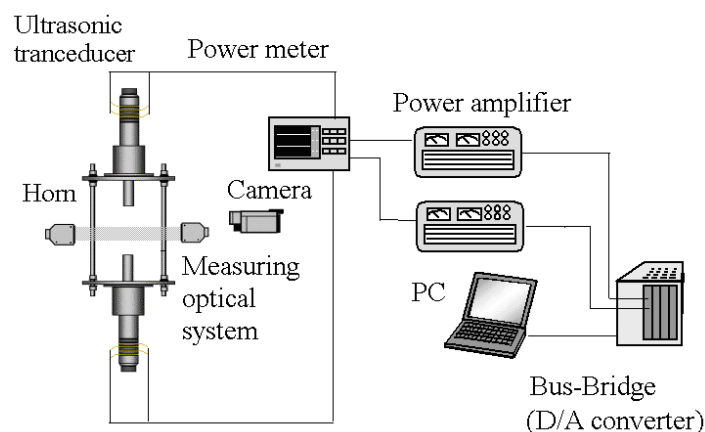 Ultrasonic
tranceducer
Power meter
Power amplifier
Horn
Camera
Measuring
optical
system
PC
Bus-Bridge
(D/A converter)